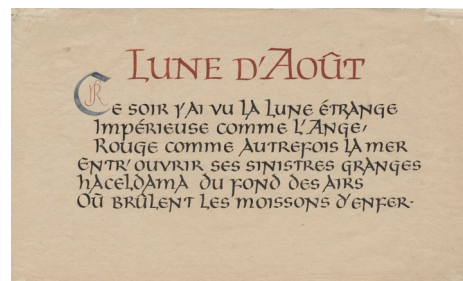 Lune d'Août
Ce soir j'ai vu la lune étrange
Impérieuse comme l'Ange,
Rouge comme autrefois la mer
Entr'ouvrir ses sinistres granges
Haceldama du fond des airs
Où brûlent les moissons d'enfer.